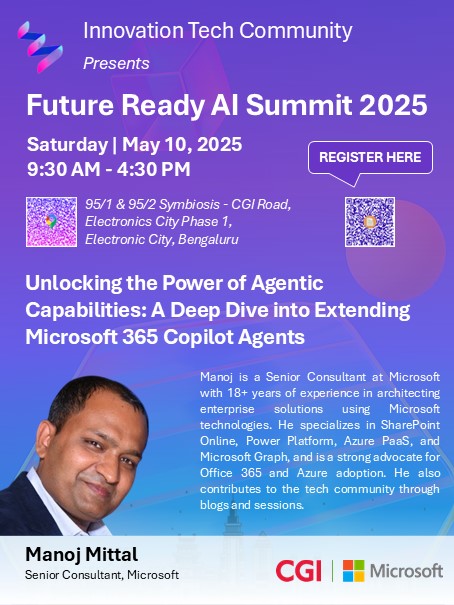 Innovation Tech Community
Presents
Future Ready AI Summit 2025
Saturday | May 10, 2025
9:30 AM - 4:30 PM
REGISTER HERE
95/1 & 95/2 Symbiosis - CGI Road,
Electronics City Phase 1,
Electronic City, Bengaluru
Unlocking the Power of Agentic
Capabilities: A Deep Dive into Extending
Microsoft 365 Copilot Agents
Manoj is a Senior Consultant at Microsoft
with 18+ years of experience in architecting
enterprise solutions using Microsoft
technologies. He specializes in SharePoint
Online, Power Platform, Azure PaaS, and
Microsoft Graph, and is a strong advocate for
Office 365 and Azure adoption. He also
contributes to the tech community through
blogs and sessions.
Manoj Mittal
Senior Consultant, Microsoft
CGI | Microsoft